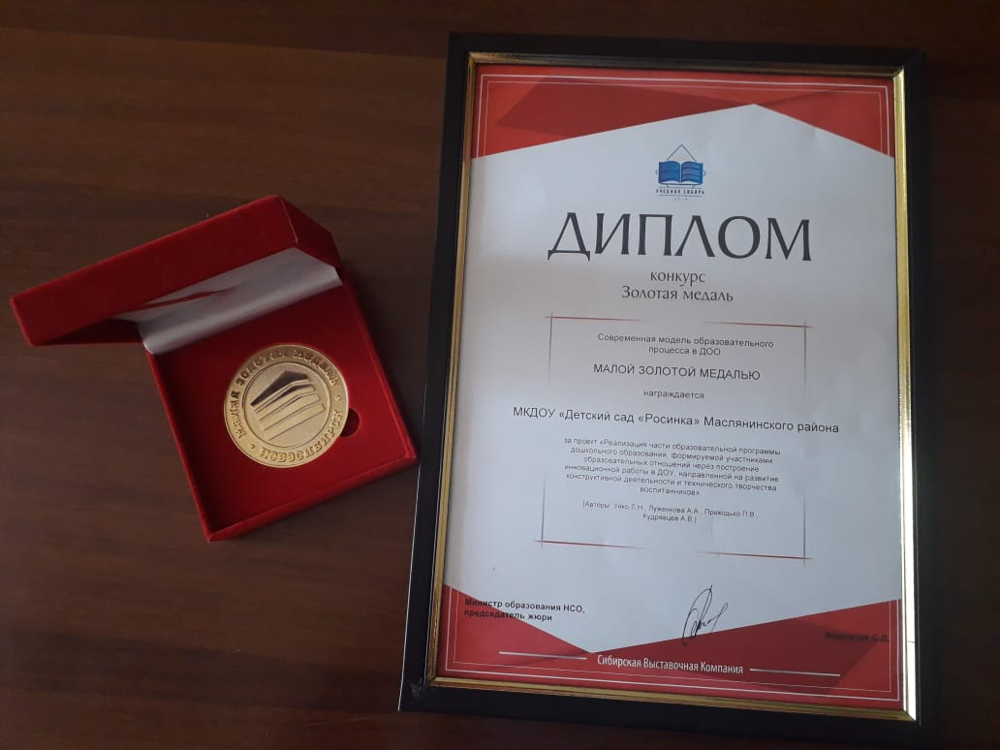 МАЛАЯ ЗОЛОТАЯ МЕДАЛЬ
НОВОСИБИРСК
УЧЕБНАЯ СИБИРЬ
ДИПЛОМ
конкурс
Золотая медаль
Современная модель образовательного
процесса в ДОО
МАЛОЙ ЗОЛОТОЙ МЕДАЛЬЮ
награждается
МКДОУ «Детский сад «Росинка» Маслянинского района
за проект «Реализация части образовательной программы
дошкольного образования, формируемой участниками
образовательных отношений через построение
инновационной работы в ДОУ, направленной на развитие
конструктивной деятельности и технического творчества
воспитанников»
(Авторы: Уйко Л.Н., Луженкова А.А., Приходько П.В.,
Кудрявцев А.В.)
Министр образования НСО,
председатель жюри
Федорчук С.В.
Сибирская Выставочная Компания